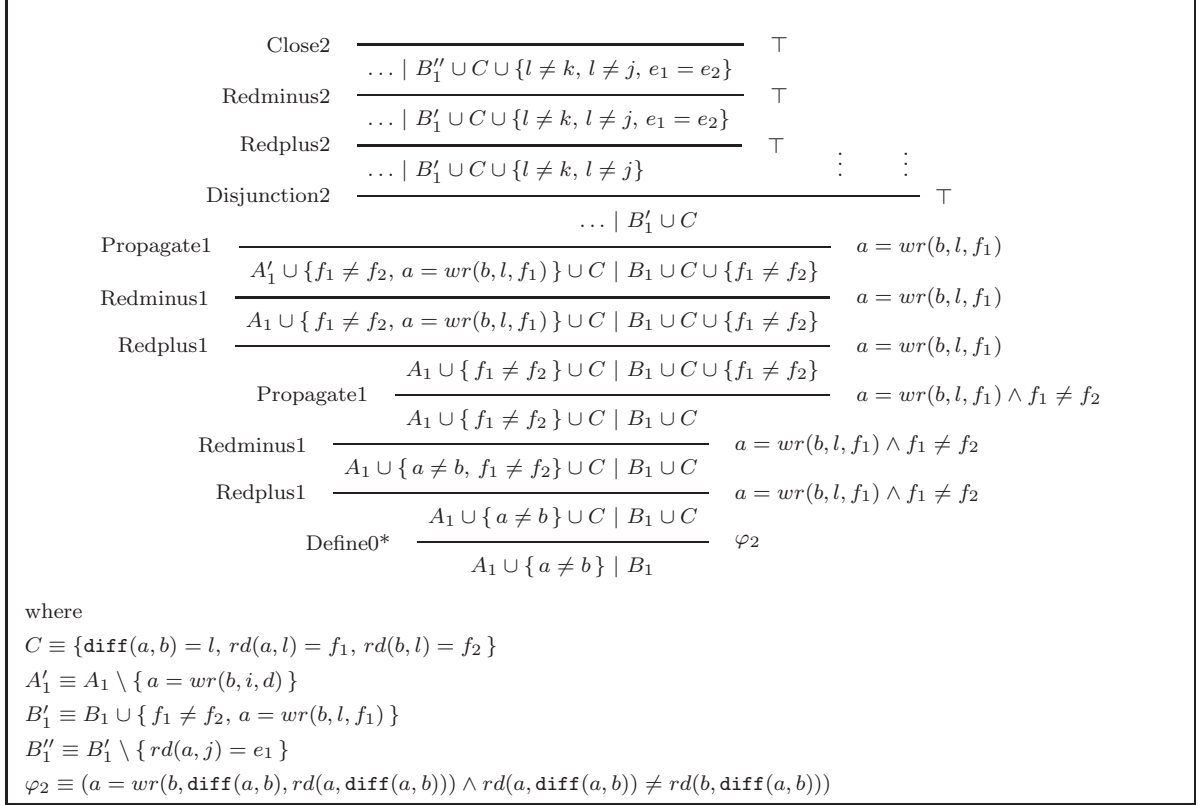 Close2 ⊤
… | B₁″ ∪ C ∪ {l ≠ k, l ≠ j, e₁ = e₂}
Redminus2 ⊤
… | B₁′ ∪ C ∪ {l ≠ k, l ≠ j, e₁ = e₂}
Redplus2 ⊤ ⋮ ⋮
… | B₁′ ∪ C ∪ {l ≠ k, l ≠ j}
Disjunction2 ⊤
… | B₁′ ∪ C
Propagate1 a = wr(b, l, f₁)
A₁′ ∪ {f₁ ≠ f₂, a = wr(b, l, f₁) } ∪ C | B₁ ∪ C ∪ {f₁ ≠ f₂}
Redminus1 a = wr(b, l, f₁)
A₁ ∪ { f₁ ≠ f₂, a = wr(b, l, f₁) } ∪ C | B₁ ∪ C ∪ {f₁ ≠ f₂}
Redplus1 a = wr(b, l, f₁)
A₁ ∪ { f₁ ≠ f₂ } ∪ C | B₁ ∪ C ∪ {f₁ ≠ f₂}
Propagate1 a = wr(b, l, f₁) ∧ f₁ ≠ f₂
A₁ ∪ { f₁ ≠ f₂ } ∪ C | B₁ ∪ C
Redminus1 a = wr(b, l, f₁) ∧ f₁ ≠ f₂
A₁ ∪ { a ≠ b, f₁ ≠ f₂} ∪ C | B₁ ∪ C
Redplus1 a = wr(b, l, f₁) ∧ f₁ ≠ f₂
A₁ ∪ { a ≠ b } ∪ C | B₁ ∪ C
Define0* φ₂
A₁ ∪ { a ≠ b } | B₁
where
C ≡ {diff(a, b) = l, rd(a, l) = f₁, rd(b, l) = f₂ }
A₁′ ≡ A₁ \ { a = wr(b, i, d) }
B₁′ ≡ B₁ ∪ { f₁ ≠ f₂, a = wr(b, l, f₁) }
B₁″ ≡ B₁′ \ { rd(a, j) = e₁ }
φ₂ ≡ (a = wr(b, diff(a, b), rd(a, diff(a, b))) ∧ rd(a, diff(a, b)) ≠ rd(b, diff(a, b)))